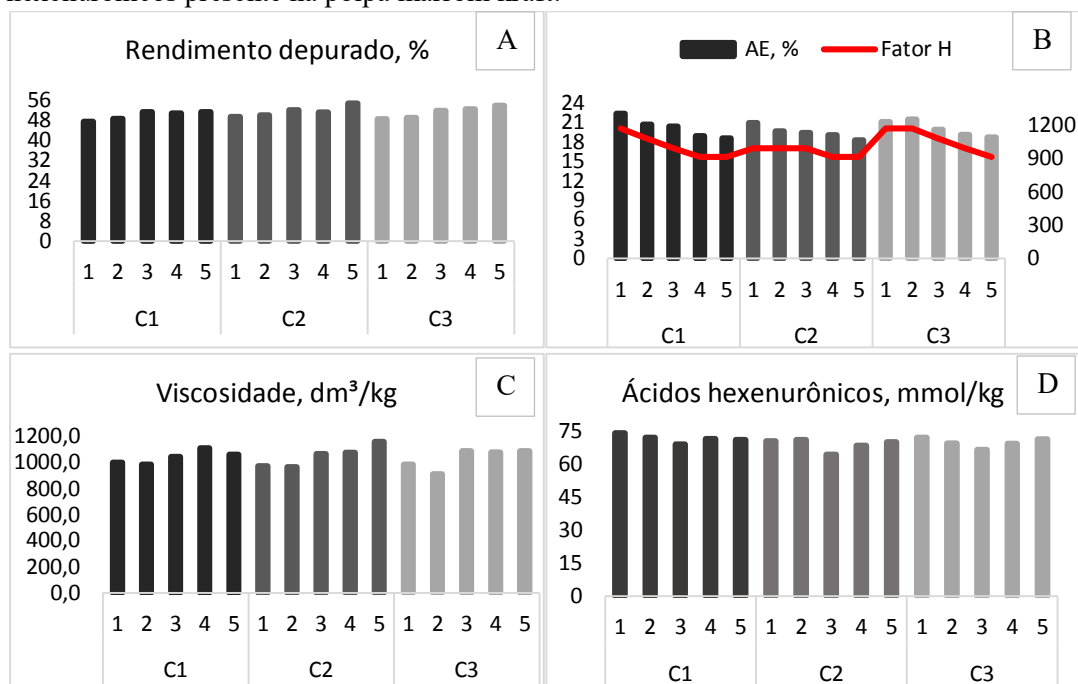 Rendimento depurado, %
A
56
48
40
32
24
16
8
0
1 2 3 4 5 1 2 3 4 5 1 2 3 4 5
C1 C2 C3
AE, % Fator H
B
24
21
18
15
12
9
6
3
0
1200
900
600
300
0
1 2 3 4 5 1 2 3 4 5 1 2 3 4 5
C1 C2 C3
Viscosidade, dm³/kg
C
1200,0
1000,0
800,0
600,0
400,0
200,0
0,0
1 2 3 4 5 1 2 3 4 5 1 2 3 4 5
C1 C2 C3
Ácidos hexenurônicos, mmol/kg
D
75
60
45
30
15
0
1 2 3 4 5 1 2 3 4 5 1 2 3 4 5
C1 C2 C3